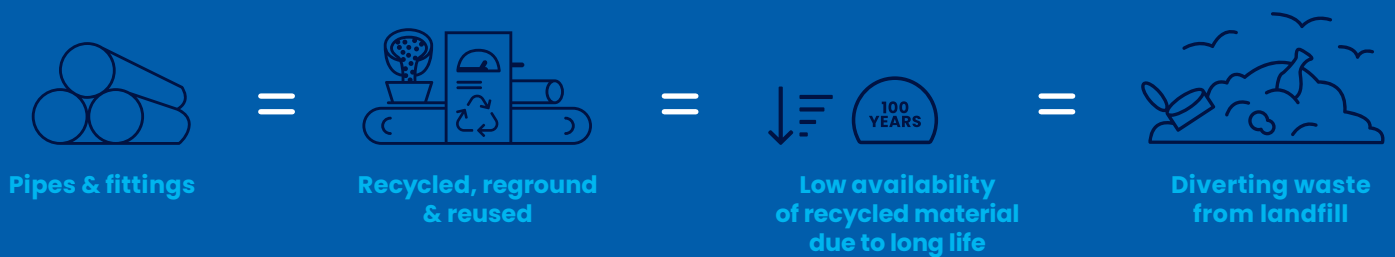 100
YEARS
Pipes & fittings
Recycled, reground
& reused
Low availability
of recycled material
due to long life
Diverting waste
from landfill